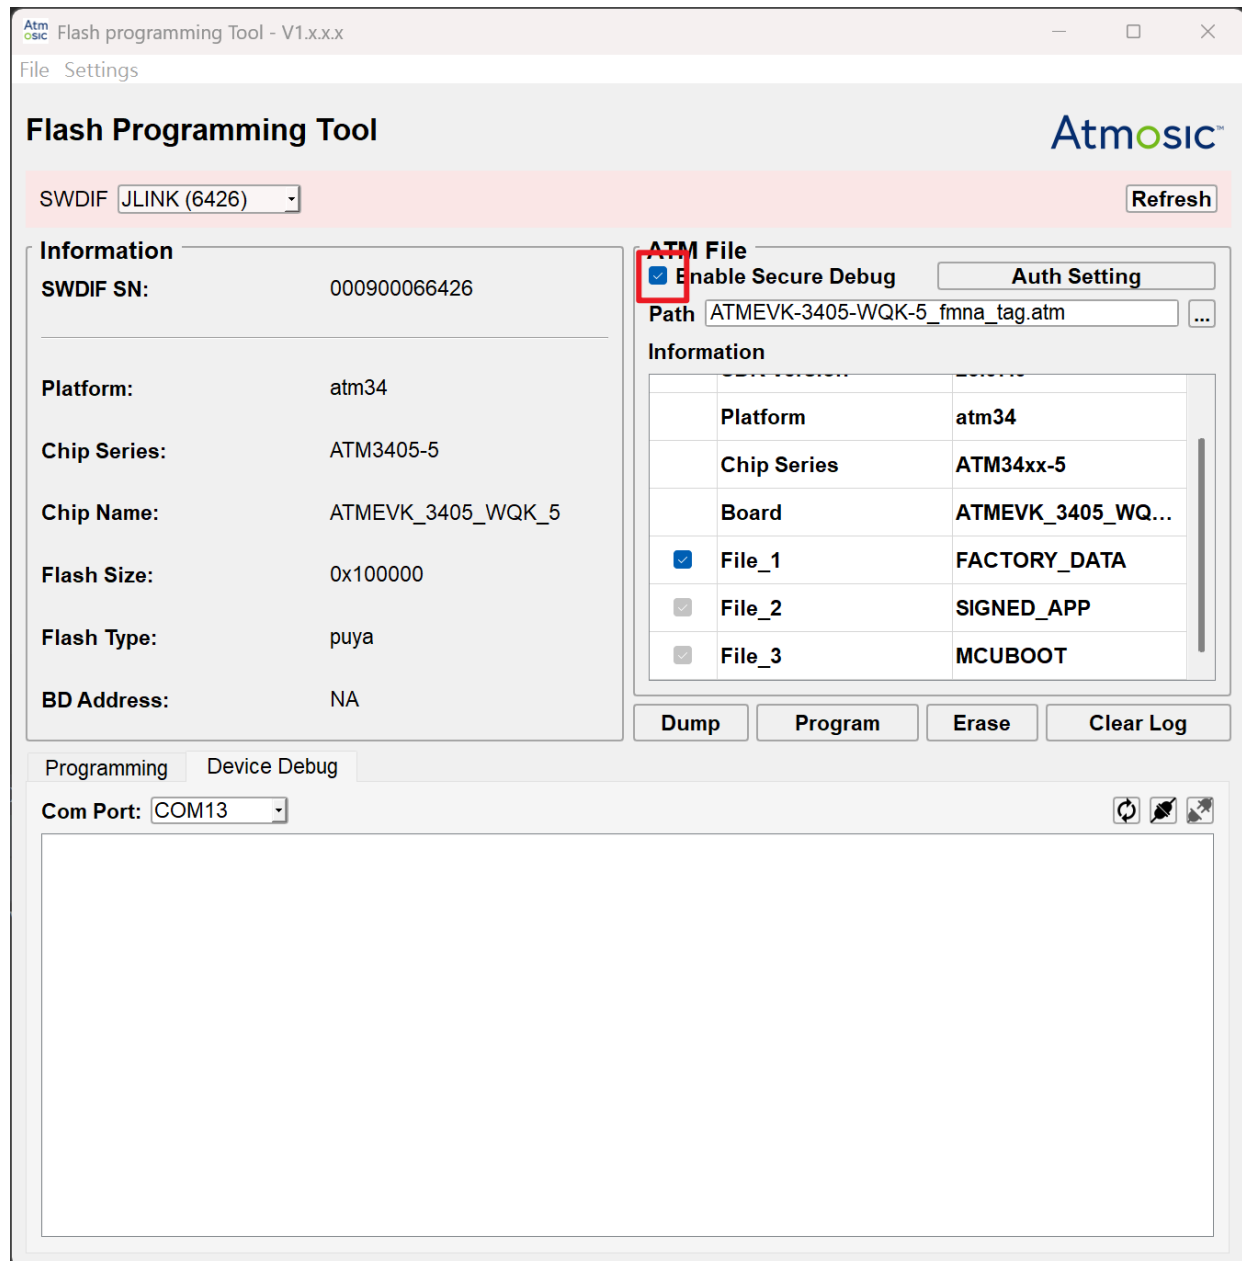 Atm
osic
Flash programming Tool - V1.x.x.x
File Settings
Flash Programming Tool
Atmosic™
SWDIF JLINK (6426)
Refresh
Information
SWDIF SN: 000900066426
Platform: atm34
Chip Series: ATM3405-5
Chip Name: ATMEVK_3405_WQK_5
Flash Size: 0x100000
Flash Type: puya
BD Address: NA
ATM File
Enable Secure Debug
Auth Setting
Path ATMEVK-3405-WQK-5_fmna_tag.atm ...
Information
Platform atm34
Chip Series ATM34xx-5
Board ATMEVK_3405_WQ...
File_1 FACTORY_DATA
File_2 SIGNED_APP
File_3 MCUBOOT
Dump Program Erase Clear Log
Programming Device Debug
Com Port: COM13